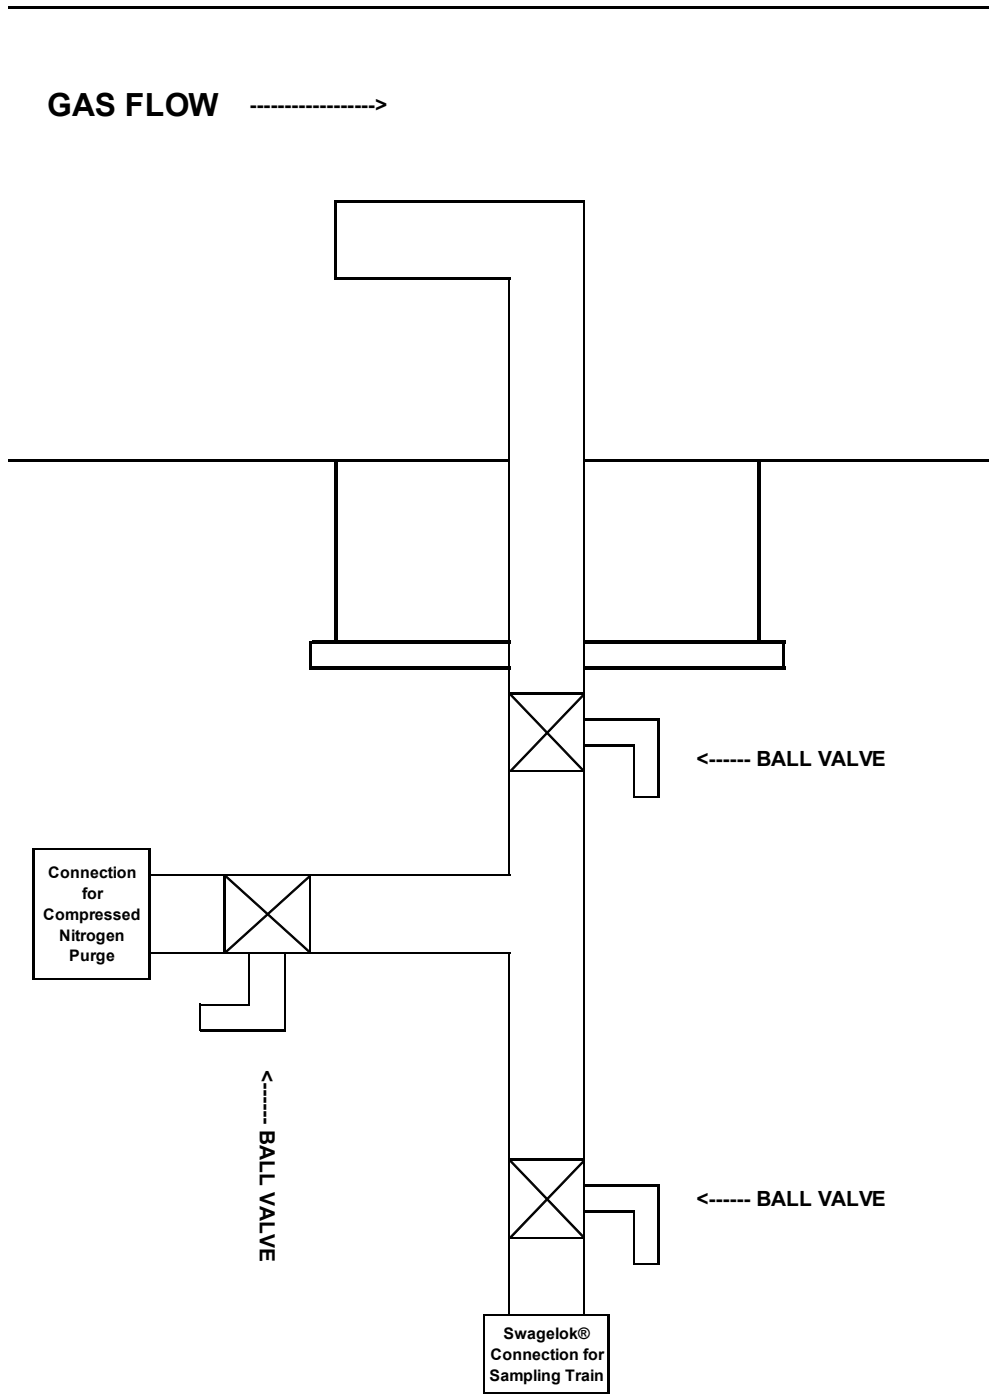 GAS FLOW ------------------>
<------ BALL VALVE
Connection
for
Compressed
Nitrogen
Purge
<------ BALL VALVE
<------ BALL VALVE
Swagelok®
Connection for
Sampling Train